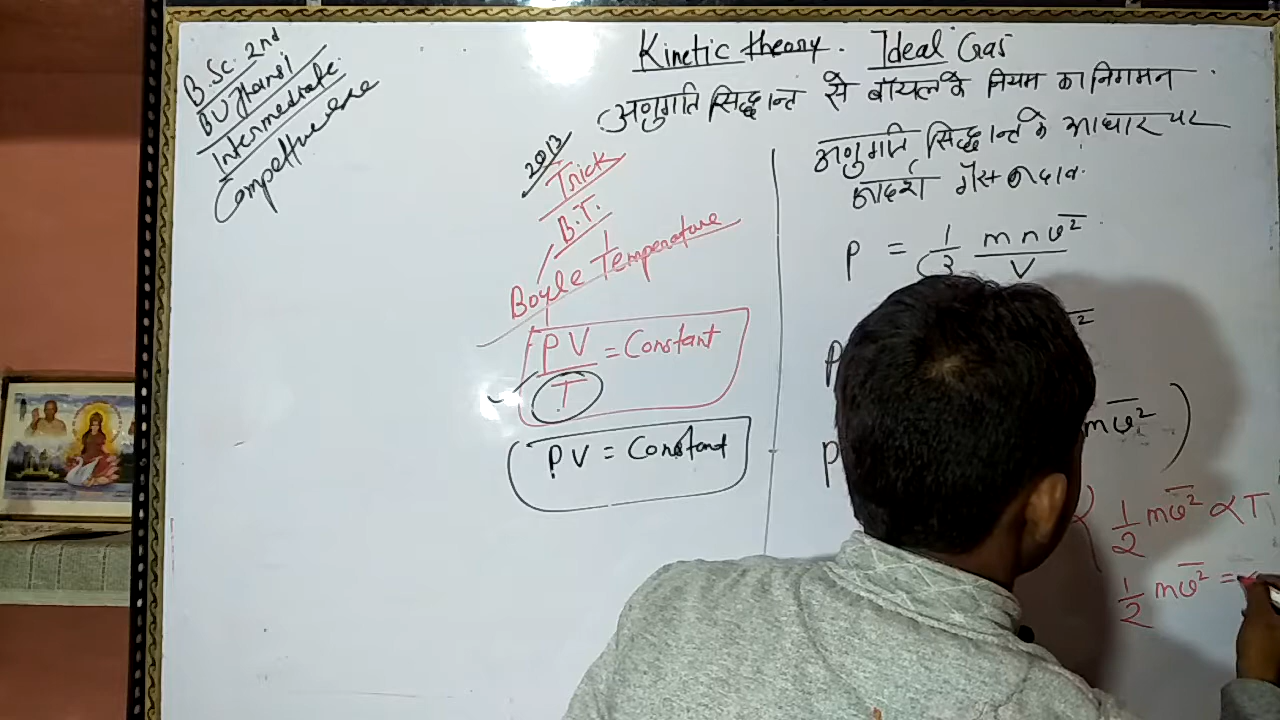 Kinetic theory. Ideal Gas
अणुगति सिद्धान्त से बॉयल के नियम का निगमन
B.Sc. 2nd
BU Jhansi
Intermediate
2013
Trick
B.T.
Boyle Temperature
PV/T = Constant
PV = Constant
अणुगति सिद्धान्त के आधार पर
आदर्श गैस का दाब
P = 1/3 mnv̅²/V
P
P mv̅² )
1/2 mv̅² ∝ T
1/2 mv̅² =